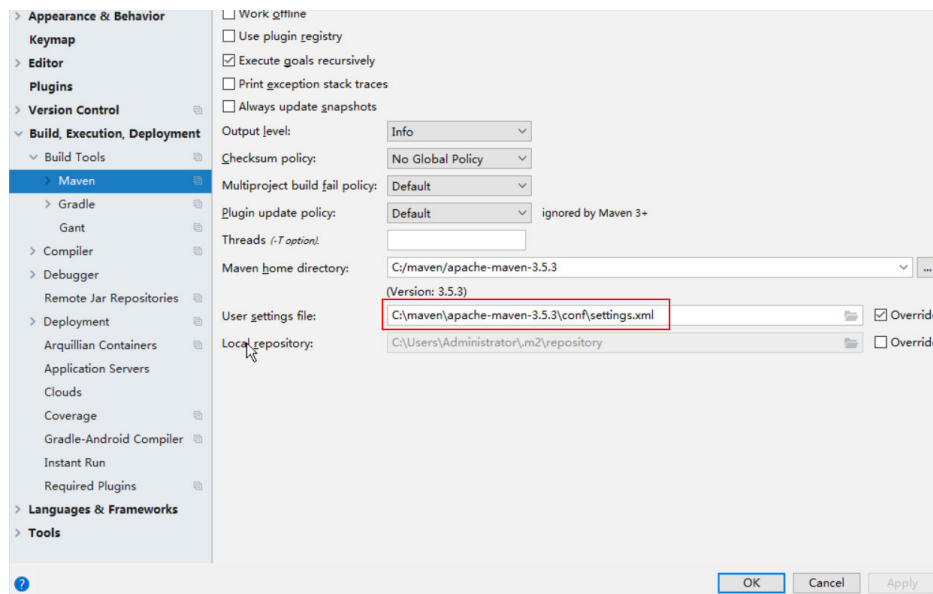 Appearance & Behavior
Keymap
Editor
Plugins
Version Control
Build, Execution, Deployment
Build Tools
Maven
Gradle
Gant
Compiler
Debugger
Remote Jar Repositories
Deployment
Arquillian Containers
Application Servers
Clouds
Coverage
Gradle-Android Compiler
Instant Run
Required Plugins
Languages & Frameworks
Tools
Work offline
Use plugin registry
Execute goals recursively
Print exception stack traces
Always update snapshots
Output level: Info
Checksum policy: No Global Policy
Multiproject build fail policy: Default
Plugin update policy: Default ignored by Maven 3+
Threads (-T option).
Maven home directory: C:/maven/apache-maven-3.5.3 ...
(Version: 3.5.3)
User settings file: C:\maven\apache-maven-3.5.3\conf\settings.xml Overrid
Local repository: C:\Users\Administrator\.m2\repository Overrid
? OK Cancel Apply